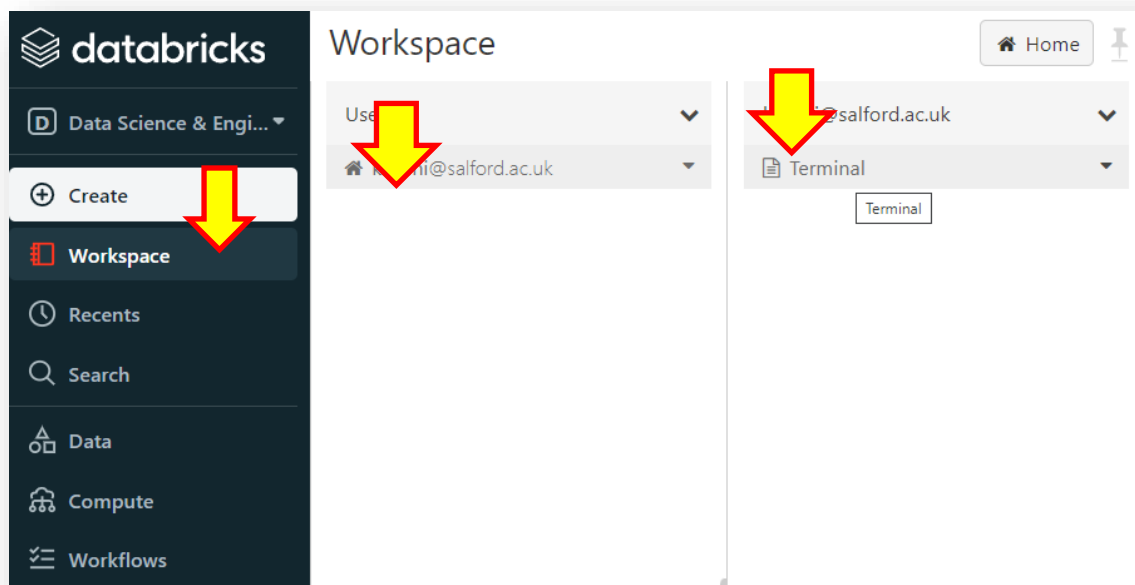 databricks
Workspace
Home
Data Science & Engi...
Create
Workspace
Recents
Search
Data
Compute
Workflows
@salford.ac.uk
@salford.ac.uk
Terminal
Terminal